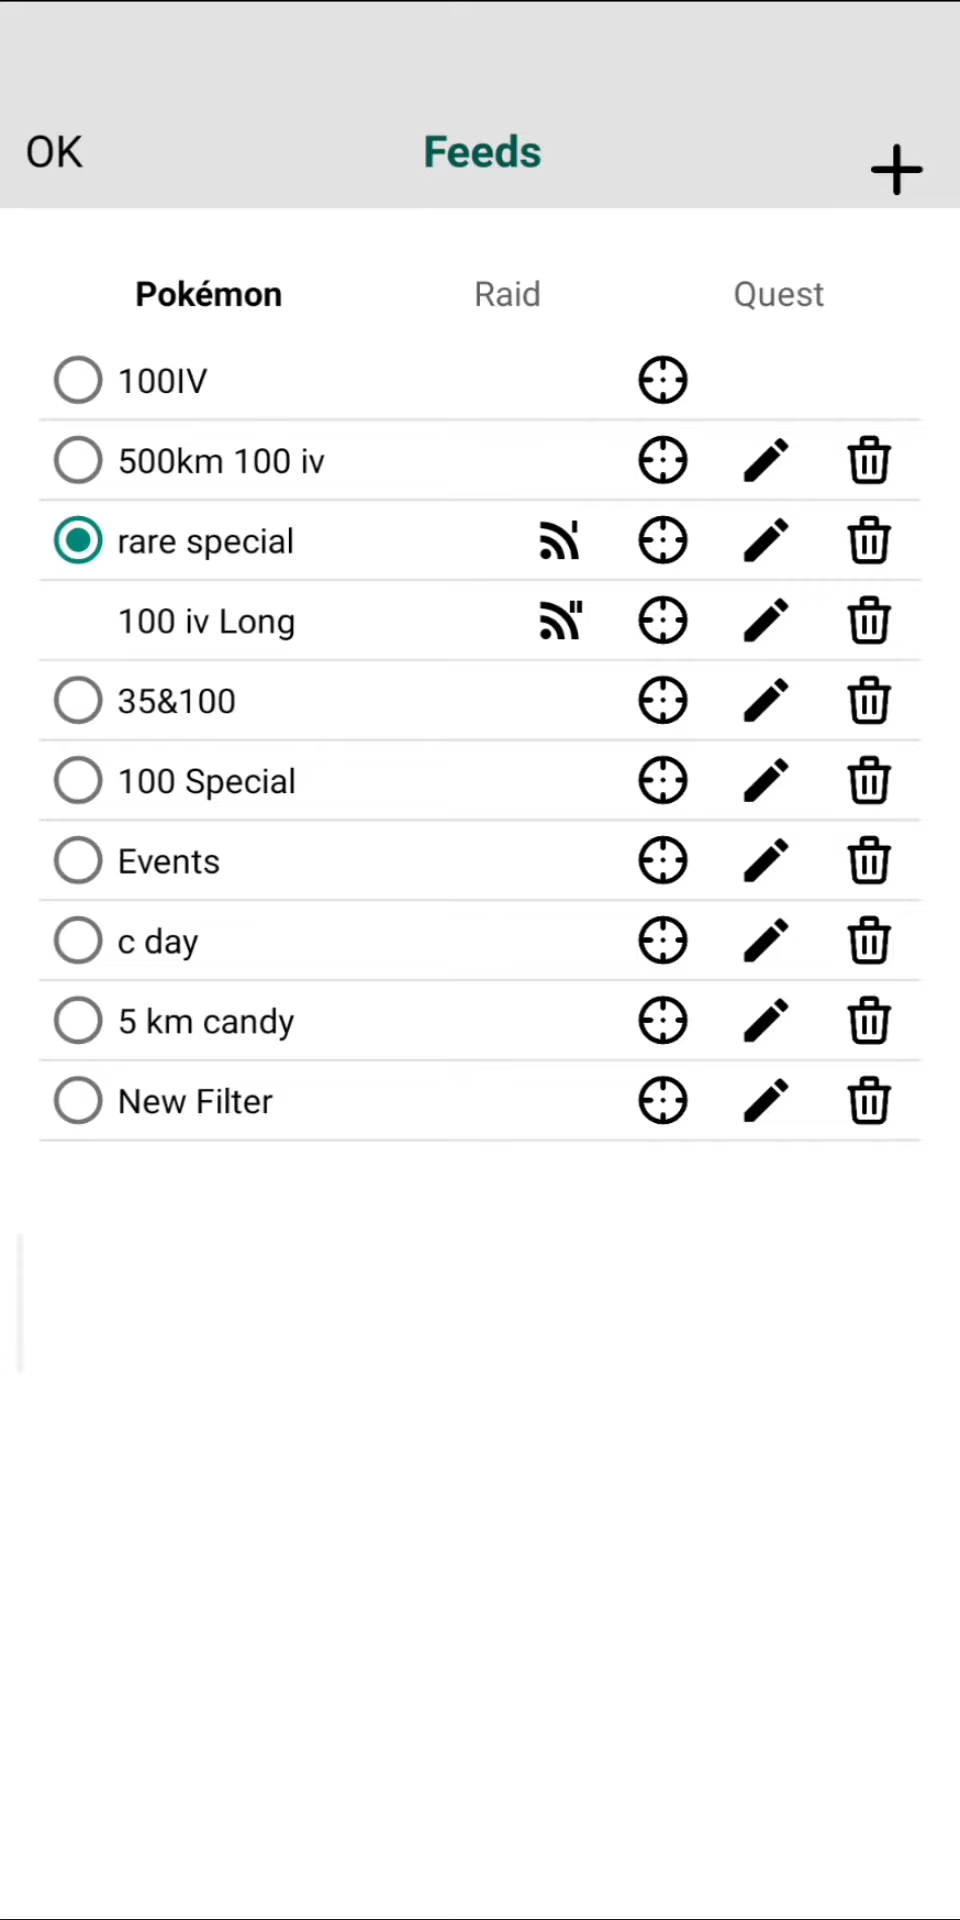 OK Feeds
Pokémon Raid Quest
100IV
500km 100 iv
rare special
100 iv Long
35&100
100 Special
Events
c day
5 km candy
New Filter